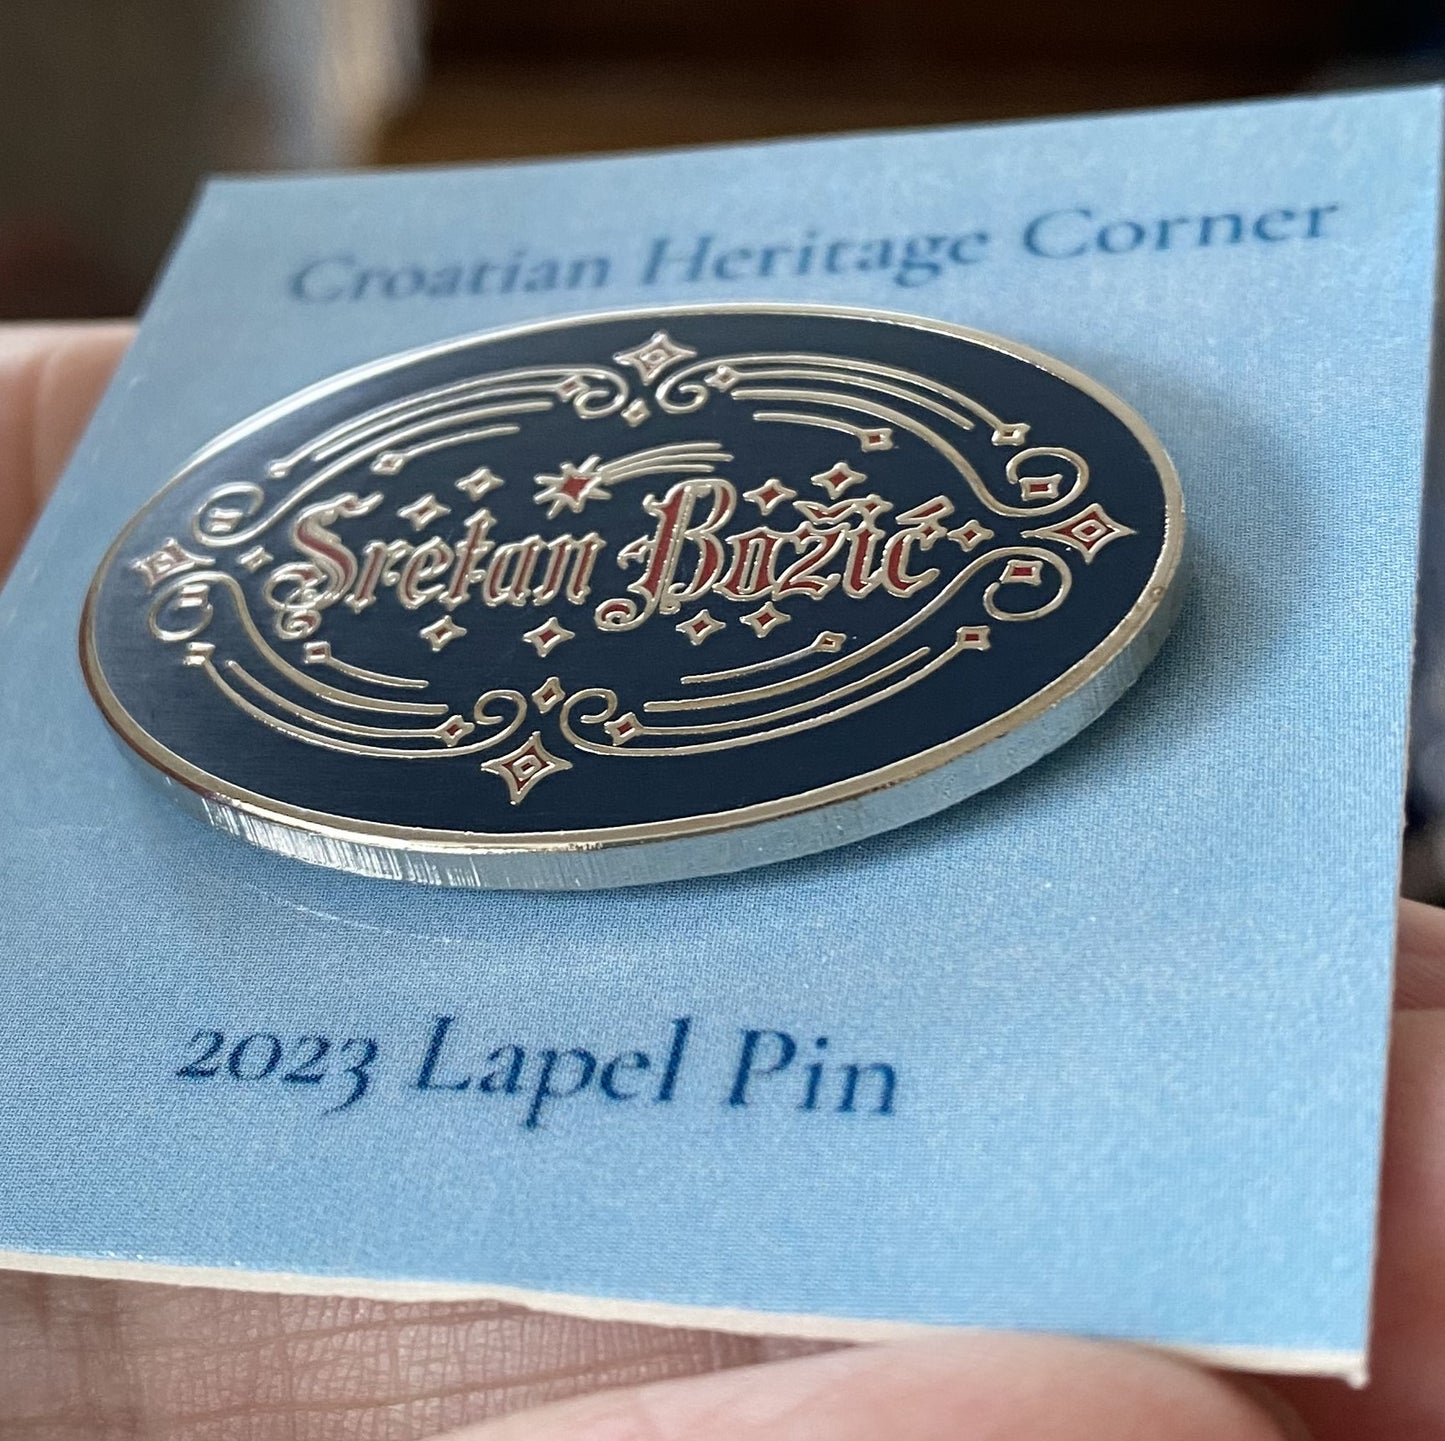 Croatian Heritage Corner
Sretan Božić
2023 Lapel Pin